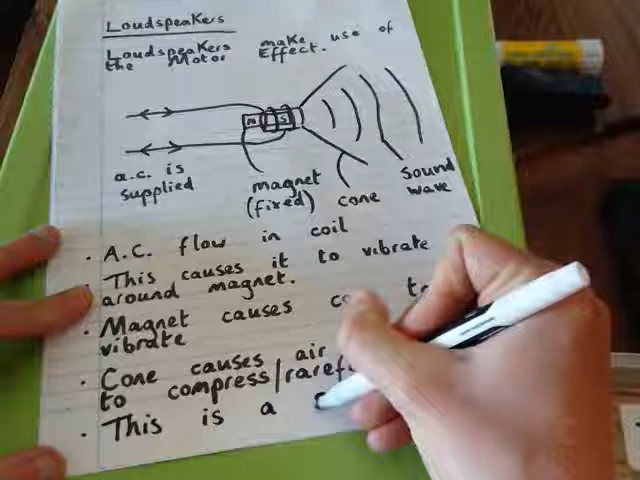 Loudspeakers
Loudspeakers make use of
the Motor Effect.
N S
a.c. is
supplied
magnet
(fixed)
cone
sound
wave
· A.C. flow in coil
· This causes it to vibrate
around magnet.
· Magnet causes
vibrate
· Cone causes air
to compress/raref
· This is a